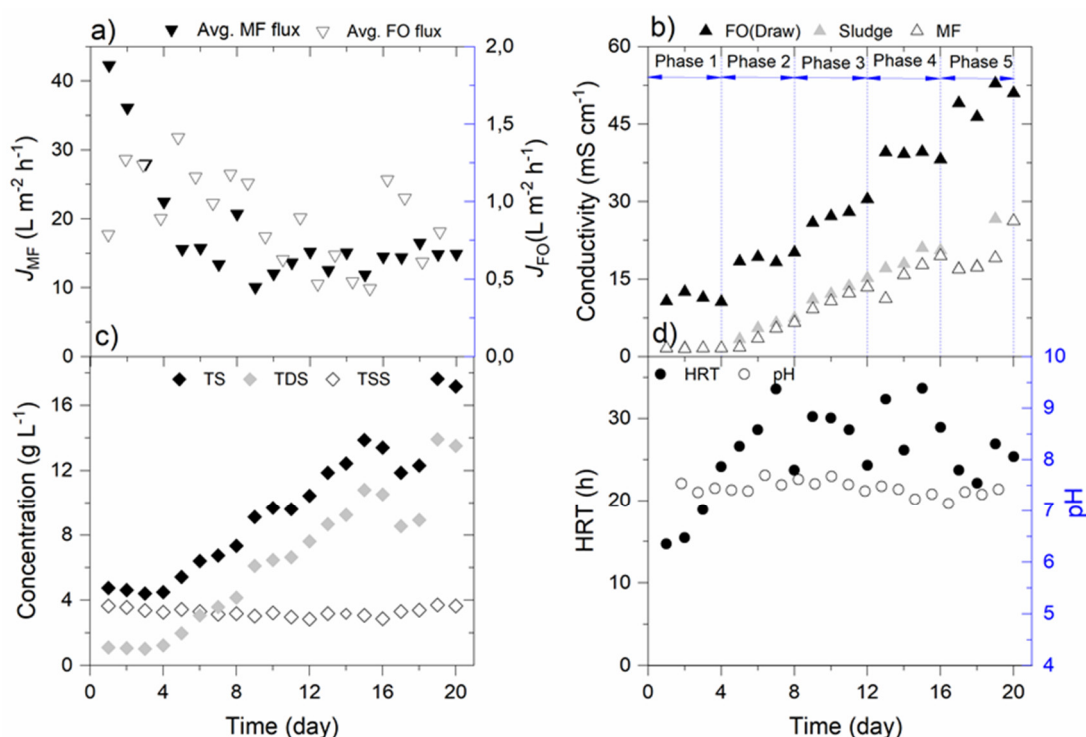 a)
Avg. MF flux
Avg. FO flux
2,0
40
1,5
30
1,0
20
0,5
10
0
0,0
J_MF (L m⁻² h⁻¹)
J_FO(L m⁻² h⁻¹)
b)
FO(Draw)
Sludge
MF
60
Phase 1
Phase 2
Phase 3
Phase 4
Phase 5
45
30
15
0
Conductivity (mS cm⁻¹)
c)
TS
TDS
TSS
16
12
8
4
0
Concentration (g L⁻¹)
0 4 8 12 16 20
Time (day)
d)
HRT
pH
10
30
9
8
20
7
10
6
5
0
4
HRT (h)
pH
0 4 8 12 16 20
Time (day)